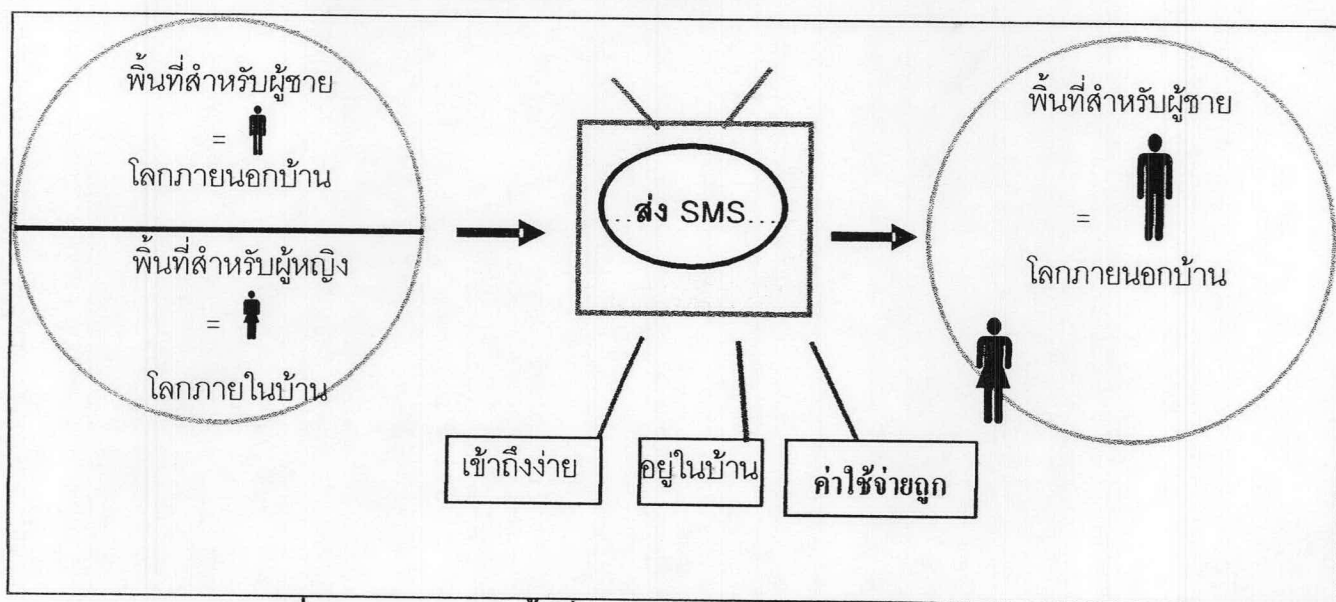 พื้นที่สำหรับผู้ชาย
=
โลกภายนอกบ้าน
พื้นที่สำหรับผู้หญิง
=
โลกภายในบ้าน
....ส่ง SMS....
เข้าถึงง่าย
อยู่ในบ้าน
ค่าใช้จ่ายถูก
พื้นที่สำหรับผู้ชาย
=
โลกภายนอกบ้าน